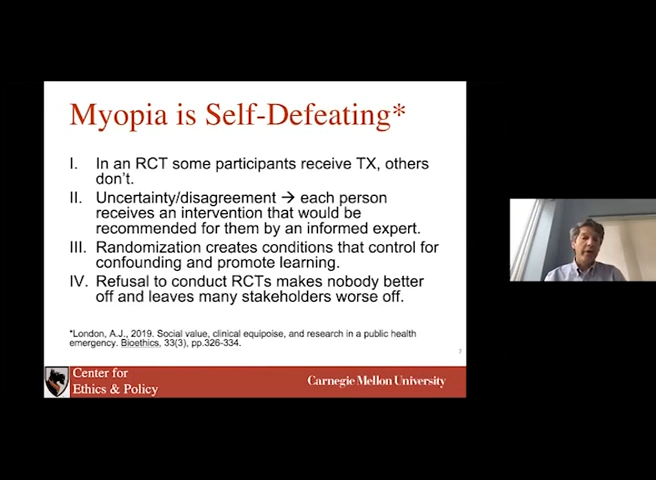 Myopia is Self-Defeating*
I. In an RCT some participants receive TX, others
don't.
II. Uncertainty/disagreement → each person
receives an intervention that would be
recommended for them by an informed expert.
III. Randomization creates conditions that control for
confounding and promote learning.
IV. Refusal to conduct RCTs makes nobody better
off and leaves many stakeholders worse off.
*London, A.J., 2019. Social value, clinical equipoise, and research in a public health
emergency. Bioethics, 33(3), pp.326-334.
7
Center for
Ethics & Policy
Carnegie Mellon University